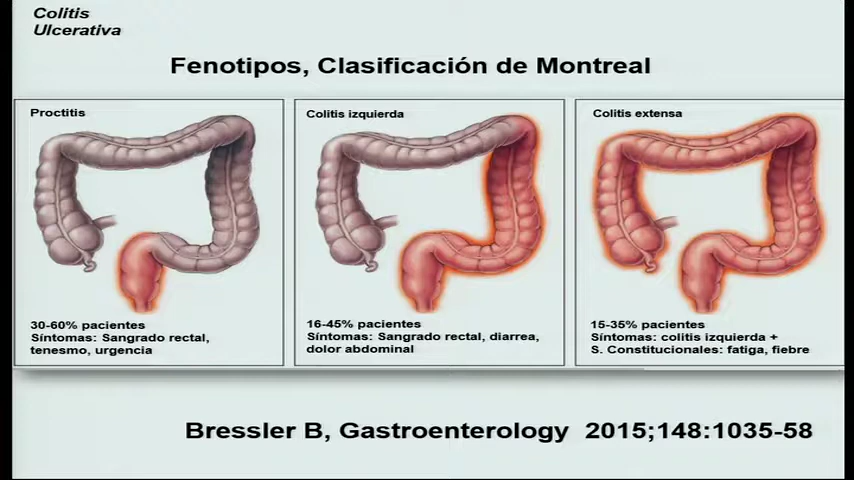 Colitis
Ulcerativa
Fenotipos, Clasificación de Montreal
Proctitis
30-60% pacientes
Síntomas: Sangrado rectal,
tenesmo, urgencia
Colitis izquierda
16-45% pacientes
Síntomas: Sangrado rectal, diarrea,
dolor abdominal
Colitis extensa
15-35% pacientes
Síntomas: colitis izquierda +
S. Constitucionales: fatiga, fiebre
Bressler B, Gastroenterology 2015;148:1035-58